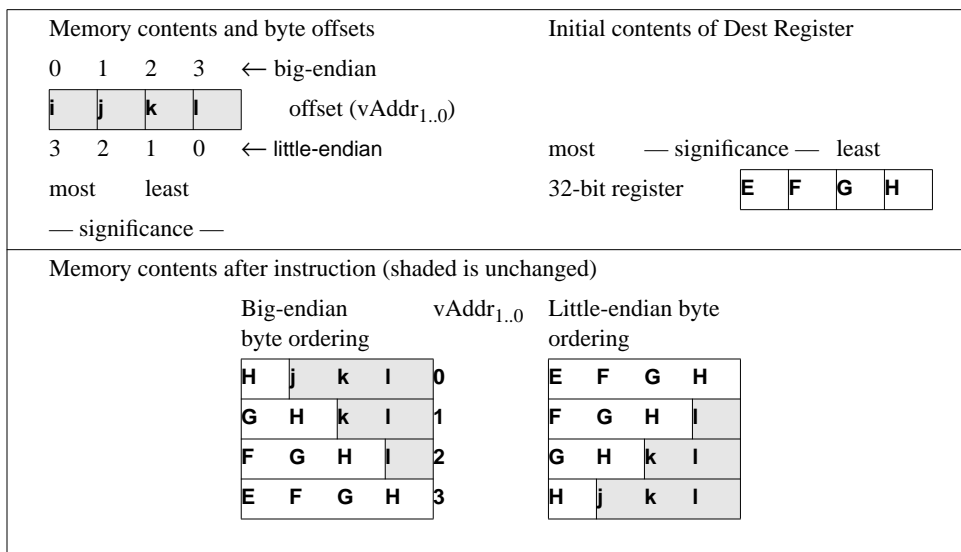 Memory contents and byte offsets
Initial contents of Dest Register
0 1 2 3 ← big-endian
i j k l offset (vAddr1..0)
3 2 1 0 ← little-endian
most — significance — least
most least
32-bit register E F G H
— significance —
Memory contents after instruction (shaded is unchanged)
Big-endian byte ordering
vAddr1..0
Little-endian byte ordering
H j k l 0 E F G H
G H k l 1 F G H l
F G H l 2 G H k l
E F G H 3 H j k l